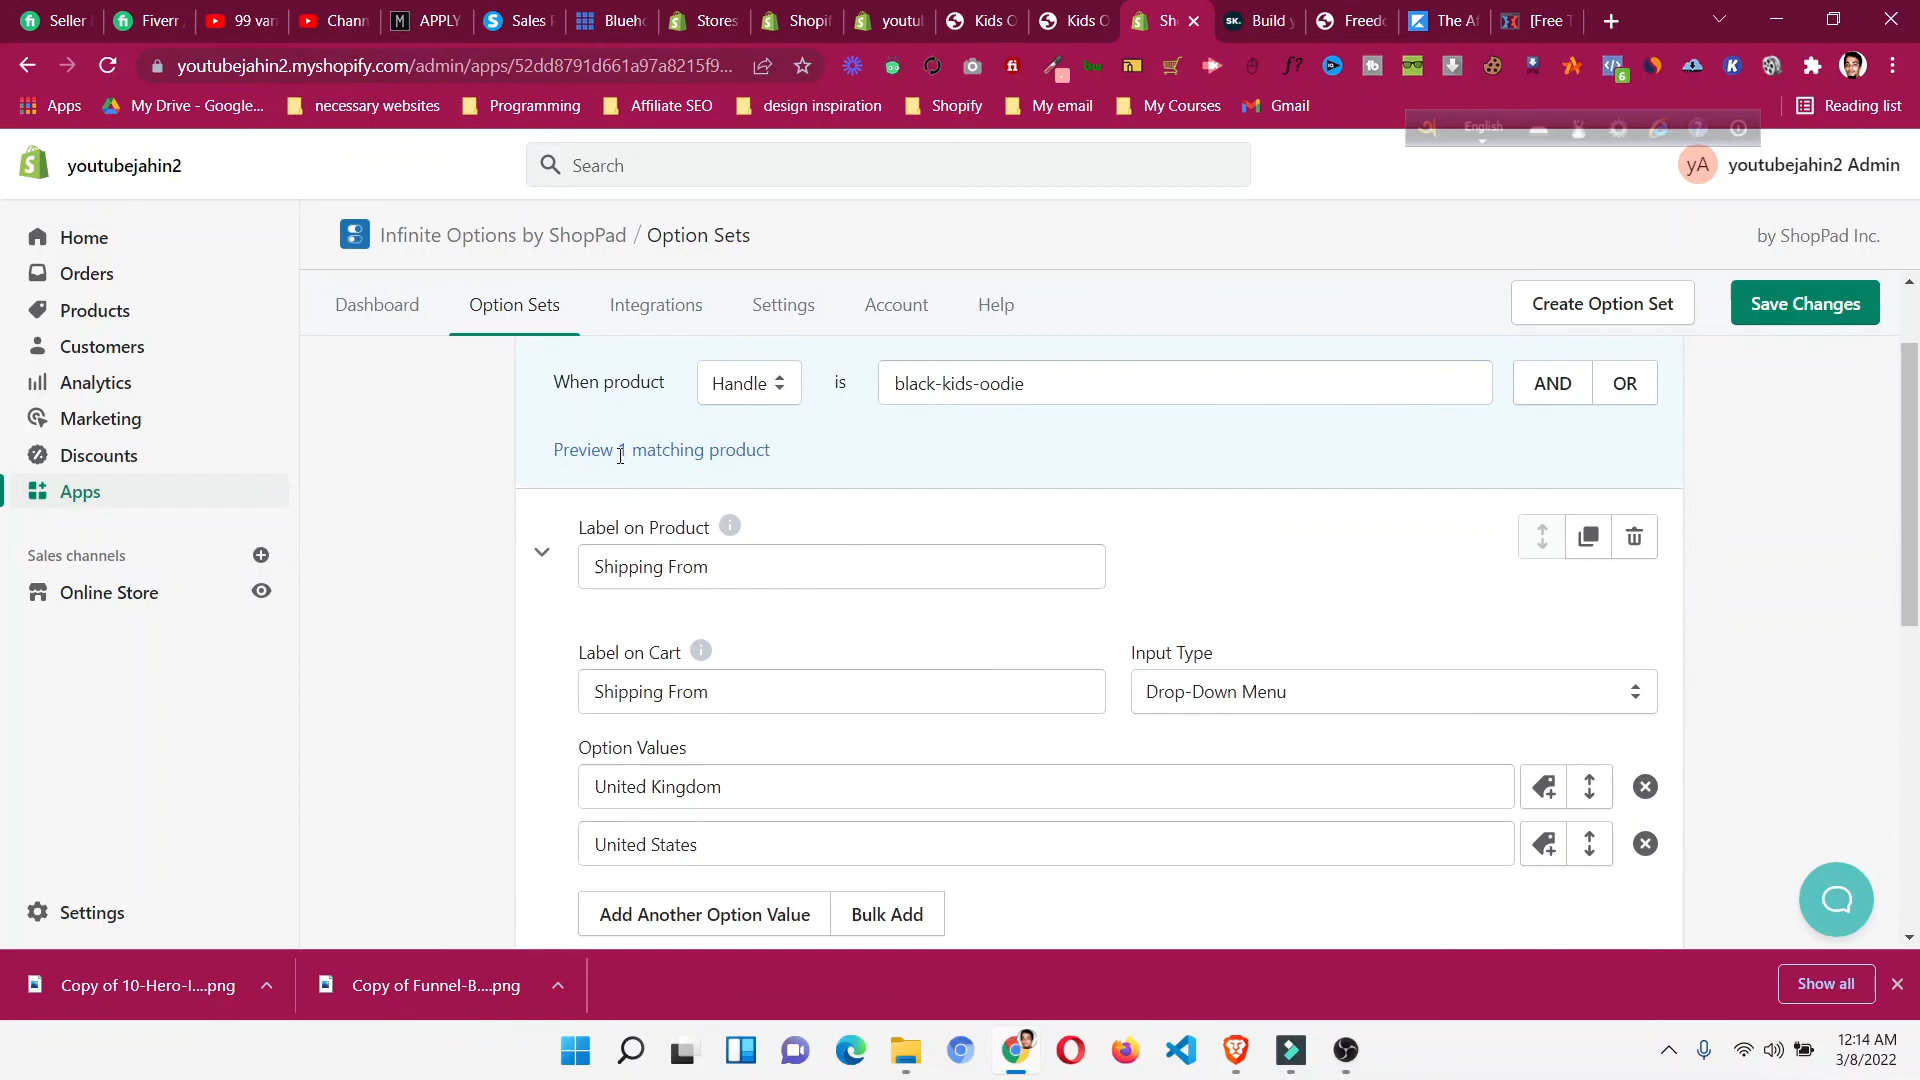 Seller
Fiverr
99 vari
Chann
APPLY
Sales P
Blueho
Stores
Shopif
youtub
Kids O
Kids O
Sh
Build y
Freedo
The Af
[Free T
youtubejahin2.myshopify.com/admin/apps/52dd8791d661a97a8215f9...
Apps
My Drive - Google...
necessary websites
Programming
Affiliate SEO
design inspiration
Shopify
My email
My Courses
Gmail
Reading list
English
youtubejahin2
Search
yA
youtubejahin2 Admin
Home
Orders
Products
Customers
Analytics
Marketing
Discounts
Apps
Sales channels
Online Store
Settings
Infinite Options by ShopPad / Option Sets
by ShopPad Inc.
Dashboard
Option Sets
Integrations
Settings
Account
Help
Create Option Set
Save Changes
When product
Handle
is
black-kids-oodie
AND
OR
Preview 1 matching product
Label on Product
Shipping From
Label on Cart
Shipping From
Input Type
Drop-Down Menu
Option Values
United Kingdom
United States
Add Another Option Value
Bulk Add
Copy of 10-Hero-I....png
Copy of Funnel-B....png
Show all
12:14 AM
3/8/2022